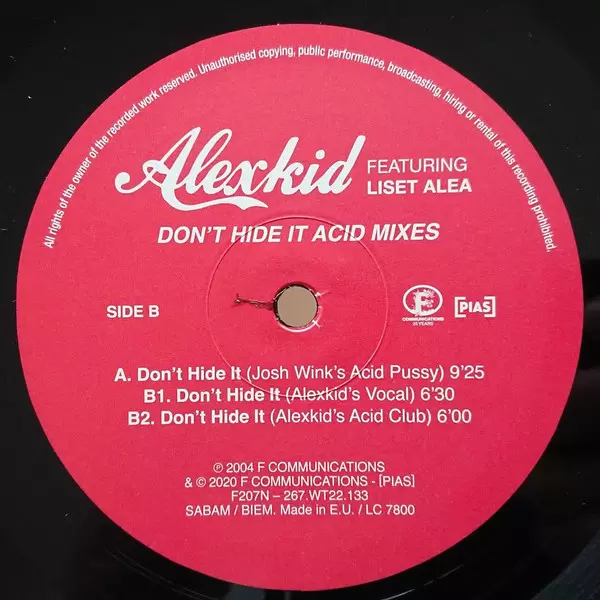 All rights of the owner of the recorded work reserved. Unauthorised copying, public performance, broadcasting, hiring or rental of this recording prohibited.
Alexkid
FEATURING
LISET ALEA
DON'T HIDE IT ACID MIXES
SIDE B
F
COMMUNICATIONS
25 YEARS
[PIAS]
A. Don't Hide It (Josh Wink's Acid Pussy) 9'25
B1. Don't Hide It (Alexkid's Vocal) 6'30
B2. Don't Hide It (Alexkid's Acid Club) 6'00
℗ 2004 F COMMUNICATIONS
& © 2020 F COMMUNICATIONS - [PIAS]
F207N – 267.WT22.133
SABAM / BIEM. Made in E.U. / LC 7800